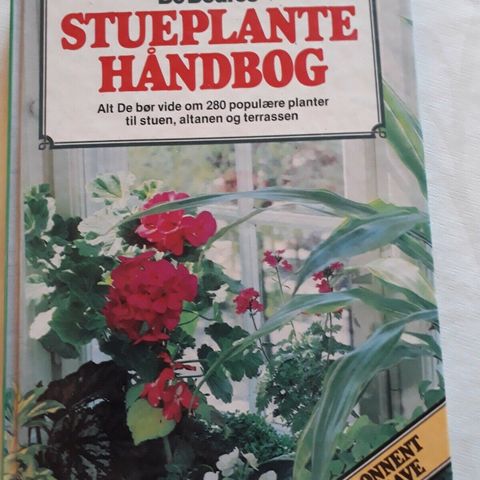 STUEPLANTE
HÅNDBOG
Alt De bør vide om 280 populære planter
til stuen, altanen og terrassen